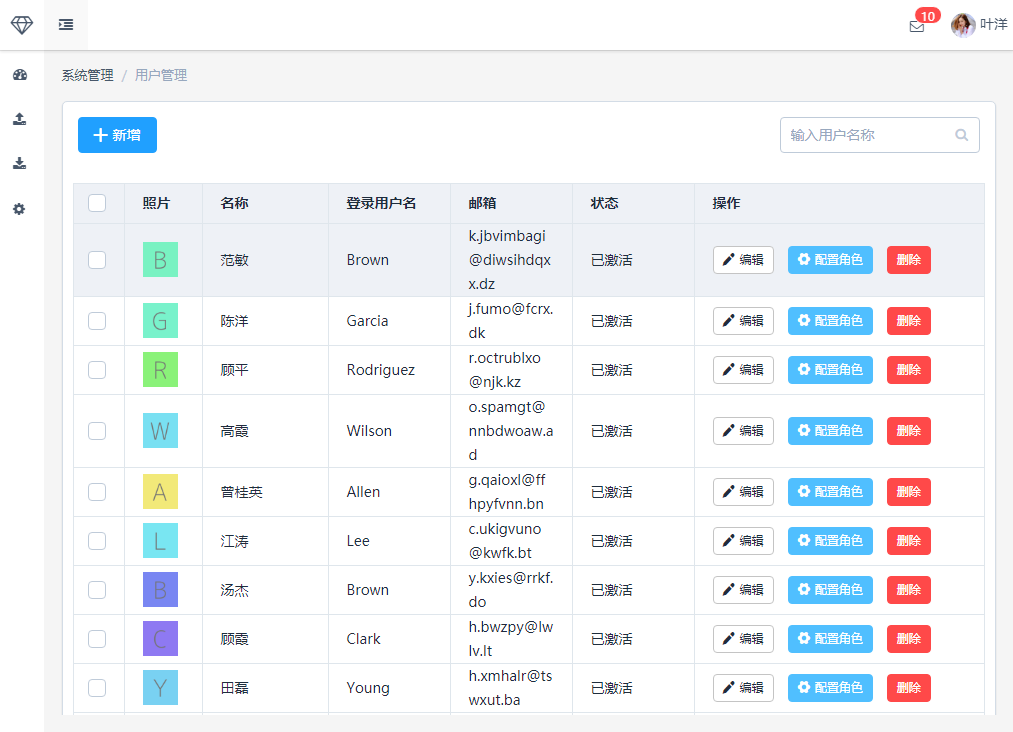 10
叶洋
系统管理 / 用户管理
新增
输入用户名称
照片 名称 登录用户名 邮箱 状态 操作
B 范敏 Brown k.jbvimbagi
@diwsihdqx
x.dz 已激活 编辑 配置角色 删除
G 陈洋 Garcia j.fumo@fcrx.
dk 已激活 编辑 配置角色 删除
R 顾平 Rodriguez r.octrublxo
@njk.kz 已激活 编辑 配置角色 删除
W 高霞 Wilson o.spamgt@
nnbdwoaw.a
d 已激活 编辑 配置角色 删除
A 曾桂英 Allen g.qaioxl@ff
hpyfvnn.bn 已激活 编辑 配置角色 删除
L 江涛 Lee c.ukigvuno
@kwfk.bt 已激活 编辑 配置角色 删除
B 汤杰 Brown y.kxies@rrkf.
do 已激活 编辑 配置角色 删除
C 顾霞 Clark h.bwzpy@lw
lv.lt 已激活 编辑 配置角色 删除
Y 田磊 Young h.xmhalr@ts
wxut.ba 已激活 编辑 配置角色 删除